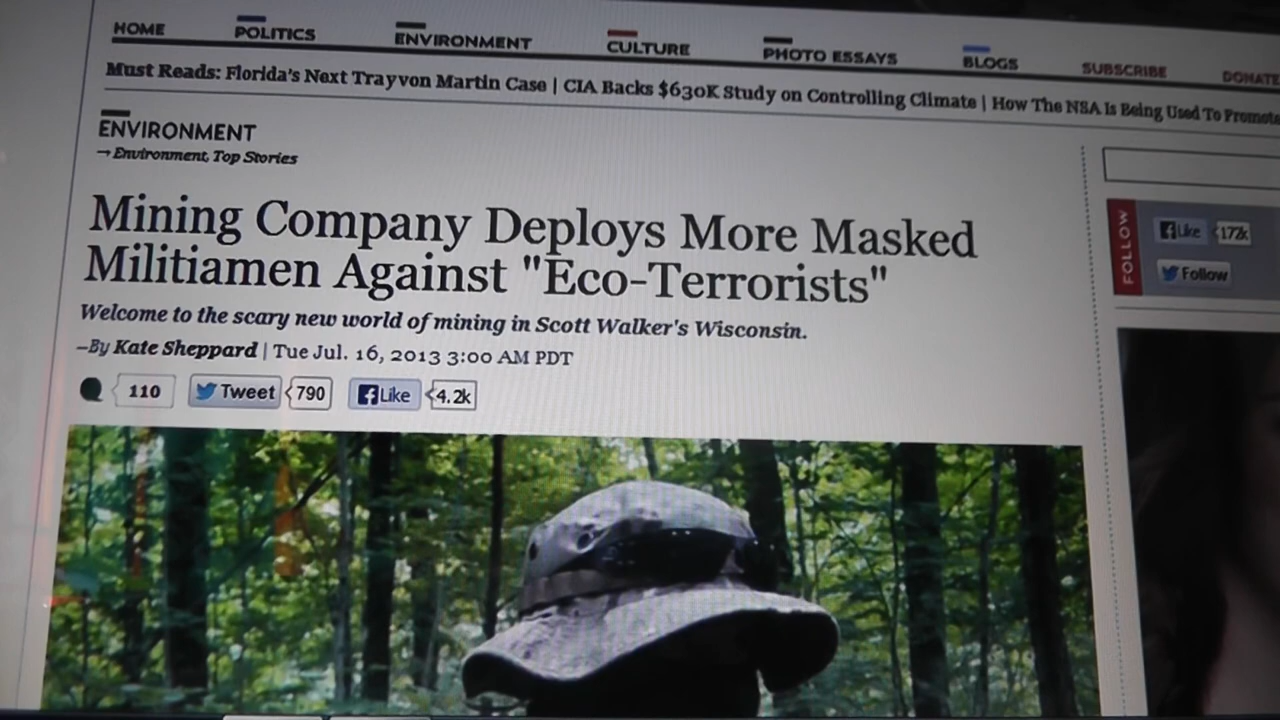 HOME POLITICS ENVIRONMENT CULTURE PHOTO ESSAYS BLOGS SUBSCRIBE DONATE
Must Reads: Florida's Next Trayvon Martin Case | CIA Backs $630K Study on Controlling Climate | How The NSA Is Being Used To Promote
ENVIRONMENT
→ Environment, Top Stories
Mining Company Deploys More Masked
Militiamen Against "Eco-Terrorists"
Welcome to the scary new world of mining in Scott Walker's Wisconsin.
—By Kate Sheppard | Tue Jul. 16, 2013 3:00 AM PDT
110 Tweet 790 Like 4.2k
FOLLOW
Like 172k
Follow